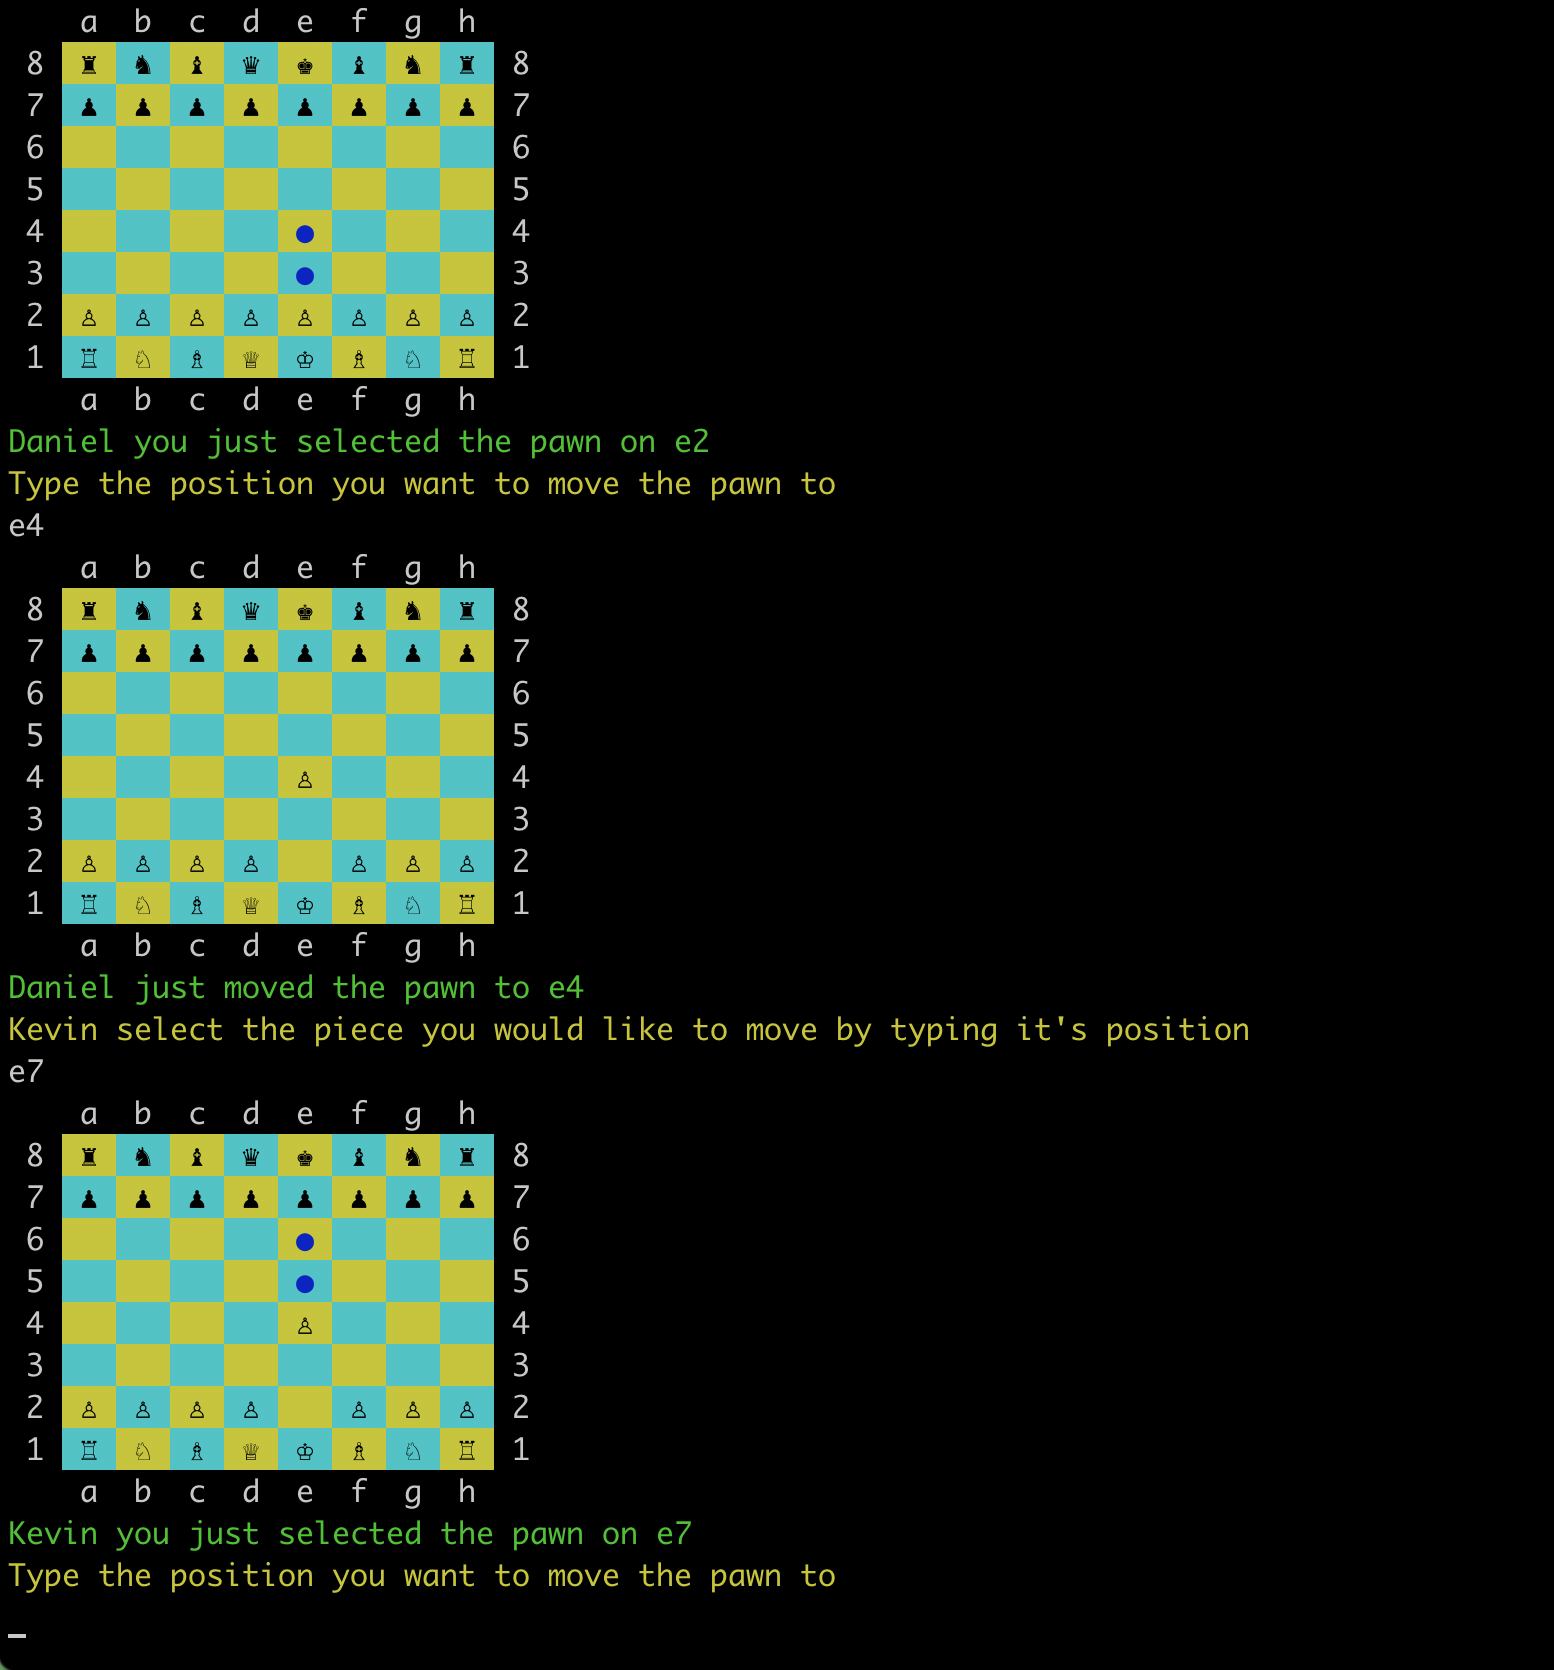 a b c d e f g h
8 ♜ ♞ ♝ ♛ ♚ ♝ ♞ ♜ 8
7 ♟ ♟ ♟ ♟ ♟ ♟ ♟ ♟ 7
6 6
5 5
4 ● 4
3 ● 3
2 ♙ ♙ ♙ ♙ ♙ ♙ ♙ ♙ 2
1 ♖ ♘ ♗ ♕ ♔ ♗ ♘ ♖ 1
a b c d e f g h
Daniel you just selected the pawn on e2
Type the position you want to move the pawn to
e4
a b c d e f g h
8 ♜ ♞ ♝ ♛ ♚ ♝ ♞ ♜ 8
7 ♟ ♟ ♟ ♟ ♟ ♟ ♟ ♟ 7
6 6
5 5
4 ♙ 4
3 3
2 ♙ ♙ ♙ ♙ ♙ ♙ ♙ 2
1 ♖ ♘ ♗ ♕ ♔ ♗ ♘ ♖ 1
a b c d e f g h
Daniel just moved the pawn to e4
Kevin select the piece you would like to move by typing it's position
e7
a b c d e f g h
8 ♜ ♞ ♝ ♛ ♚ ♝ ♞ ♜ 8
7 ♟ ♟ ♟ ♟ ♟ ♟ ♟ ♟ 7
6 ● 6
5 ● 5
4 ♙ 4
3 3
2 ♙ ♙ ♙ ♙ ♙ ♙ ♙ 2
1 ♖ ♘ ♗ ♕ ♔ ♗ ♘ ♖ 1
a b c d e f g h
Kevin you just selected the pawn on e7
Type the position you want to move the pawn to